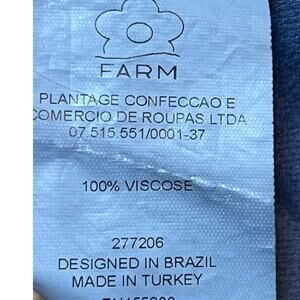 FARM
PLANTAGE CONFECCAO E
COMERCIO DE ROUPAS LTDA
07.515.551/0001-37
100% VISCOSE
277206
DESIGNED IN BRAZIL
MADE IN TURKEY